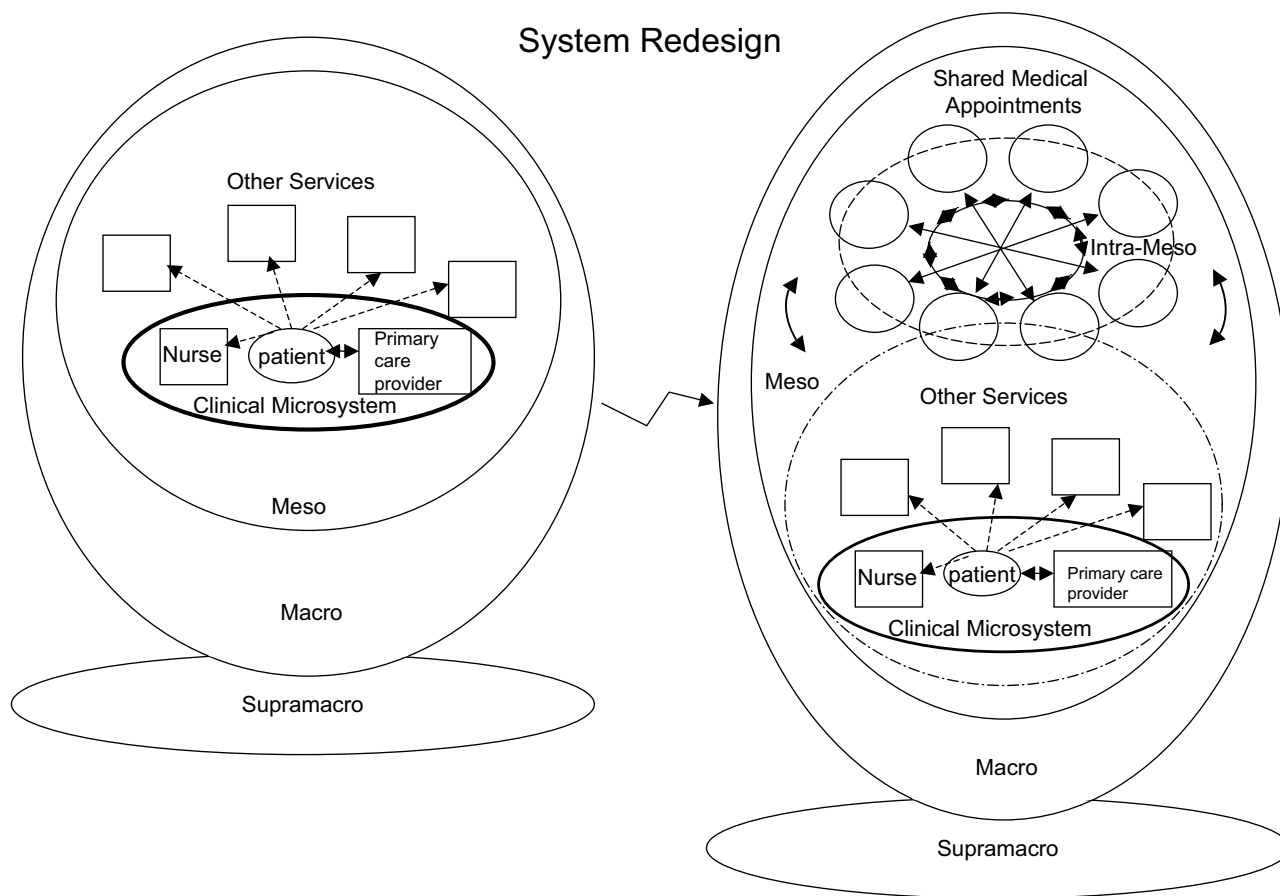 System Redesign
Other Services
Nurse
patient
Primary
care
provider
Clinical Microsystem
Meso
Macro
Supramacro
Shared Medical
Appointments
Intra-Meso
Meso
Other Services
Nurse
patient
Primary care
provider
Clinical Microsystem
Macro
Supramacro